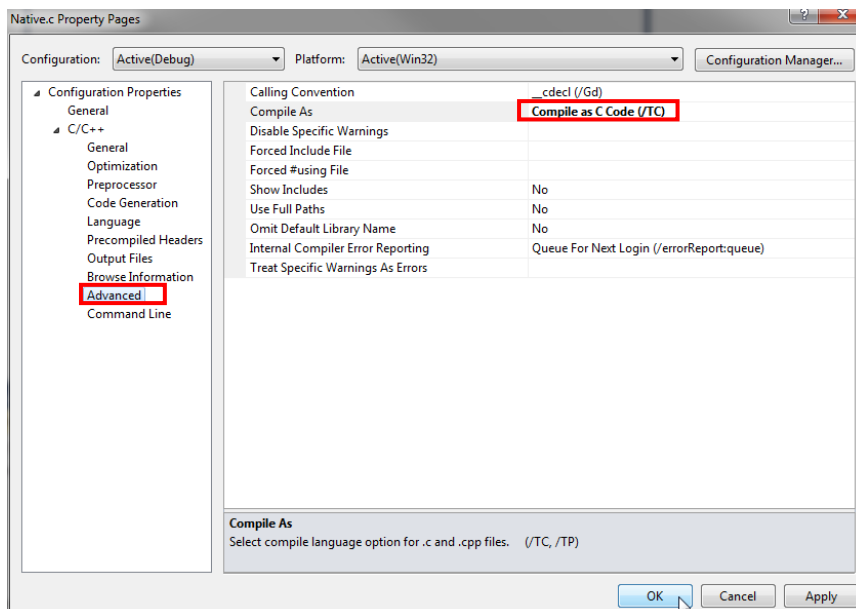 Native.c Property Pages
Configuration: Active(Debug) Platform: Active(Win32) Configuration Manager...
Configuration Properties
General
C/C++
General
Optimization
Preprocessor
Code Generation
Language
Precompiled Headers
Output Files
Browse Information
Advanced
Command Line
Calling Convention __cdecl (/Gd)
Compile As Compile as C Code (/TC)
Disable Specific Warnings
Forced Include File
Forced #using File
Show Includes No
Use Full Paths No
Omit Default Library Name No
Internal Compiler Error Reporting Queue For Next Login (/errorReport:queue)
Treat Specific Warnings As Errors
Compile As
Select compile language option for .c and .cpp files. (/TC, /TP)
OK Cancel Apply